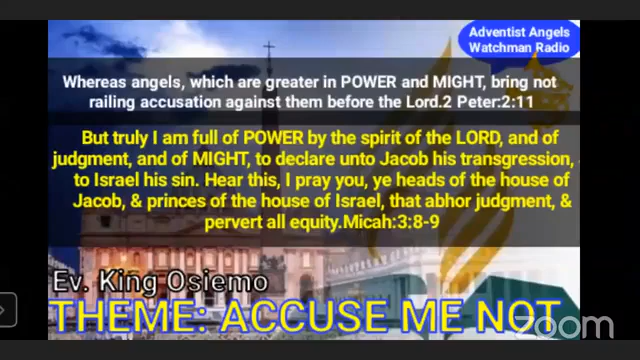 Adventist Angels
Watchman Radio
Whereas angels, which are greater in POWER and MIGHT, bring not
railing accusation against them before the Lord.2 Peter:2:11
But truly I am full of POWER by the spirit of the LORD, and of
judgment, and of MIGHT, to declare unto Jacob his transgression,
to Israel his sin. Hear this, I pray you, ye heads of the house of
Jacob, & princes of the house of Israel, that abhor judgment, &
pervert all equity.Micah:3:8-9
Ev. King Osiemo
THEME: ACCUSE ME NOT
zoom